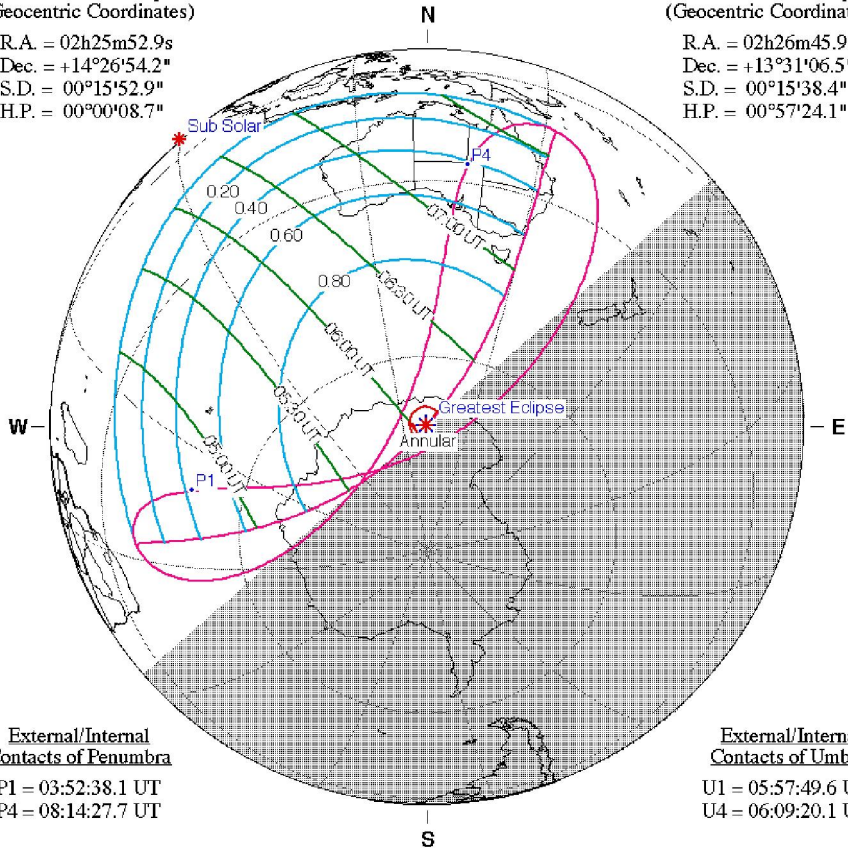 Geocentric Coordinates)
R.A. = 02h25m52.9s
Dec. = +14°26'54.2"
S.D. = 00°15'52.9"
H.P. = 00°00'08.7"
N
(Geocentric Coordina
R.A. = 02h26m45.9
Dec. = +13°31'06.5"
S.D. = 00°15'38.4"
H.P. = 00°57'24.1"
Sub Solar
P4
0.20
0.40
0.60
0.80
07:00 UT
06:30 UT
06:00 UT
05:30 UT
05:00 UT
W
E
Greatest Eclipse
Annular
P1
External/Internal
Contacts of Penumbra
P1 = 03:52:38.1 UT
P4 = 08:14:27.7 UT
External/Intern
Contacts of Umb
U1 = 05:57:49.6 U
U4 = 06:09:20.1 U
S